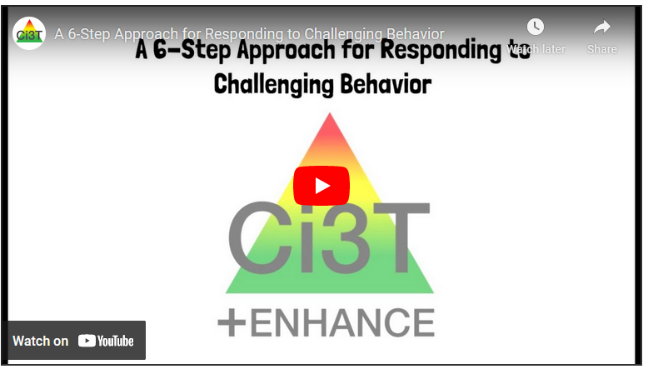 Ci3T
A 6-Step Approach for Responding to Challenging Behavior
Watch later
Share
A 6-Step Approach for Responding to
Challenging Behavior
Ci3T
+ENHANCE
Watch on YouTube